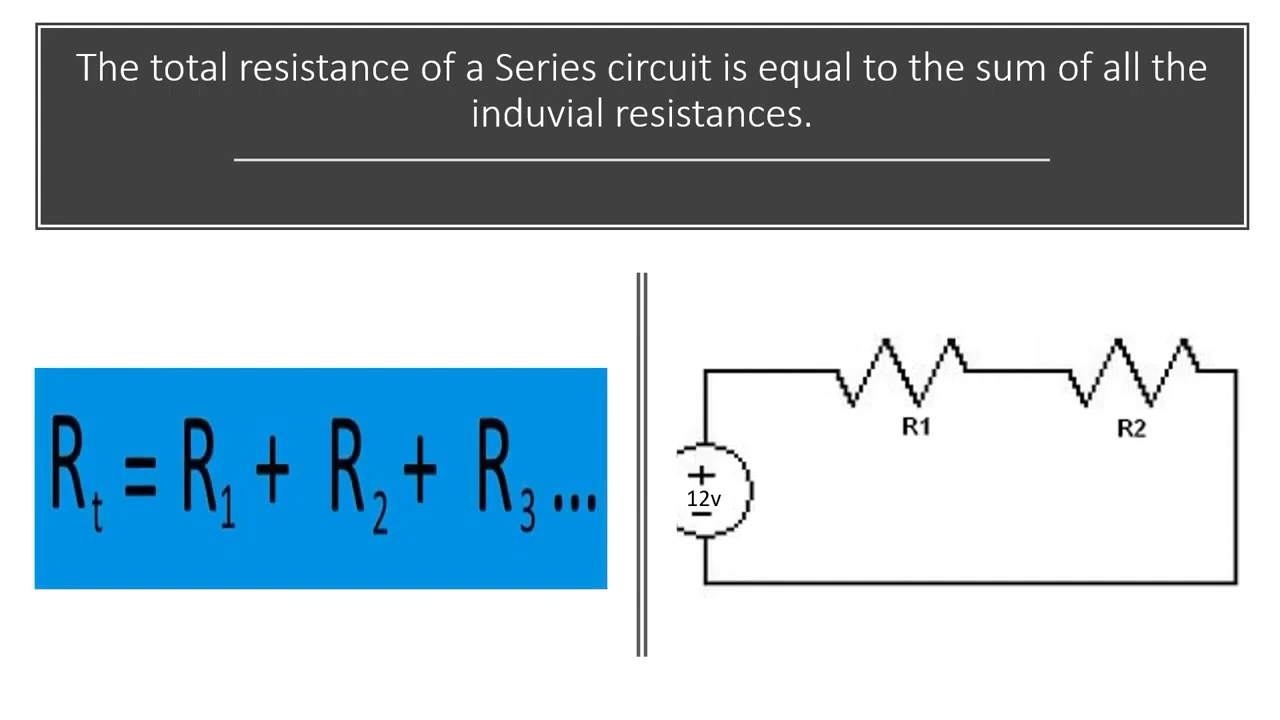 The total resistance of a Series circuit is equal to the sum of all the
induvial resistances.
Rₜ = R₁ + R₂ + R₃...
R1
R2
+
12v
−